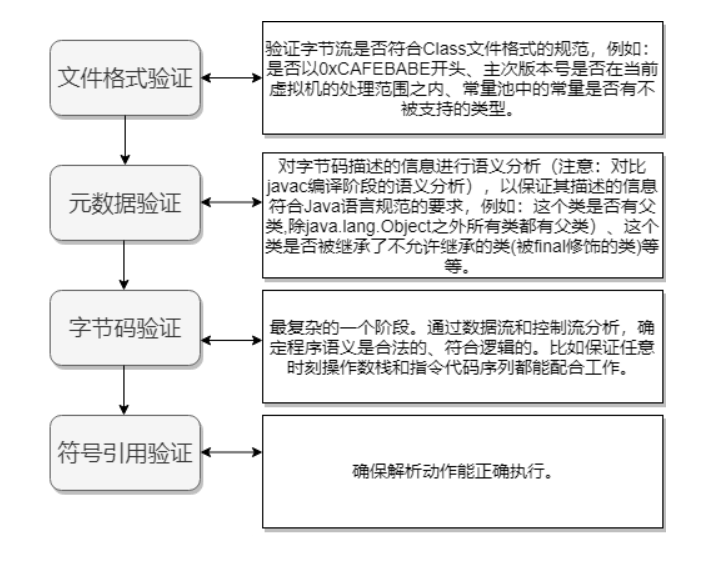 文件格式验证
验证字节流是否符合Class文件格式的规范，例如：
是否以0xCAFEBABE开头、主次版本号是否在当前
虚拟机的处理范围之内、常量池中的常量是否有不
被支持的类型。
元数据验证
对字节码描述的信息进行语义分析（注意：对比
javac编译阶段的语义分析），以保证其描述的信息
符合Java语言规范的要求，例如：这个类是否有父
类,除java.lang.Object之外所有类都有父类）、这个
类是否被继承了不允许继承的类(被final修饰的类)等
等。
字节码验证
最复杂的一个阶段。通过数据流和控制流分析，确
定程序语义是合法的、符合逻辑的。比如保证任意
时刻操作数栈和指令代码序列都能配合工作。
符号引用验证
确保解析动作能正确执行。